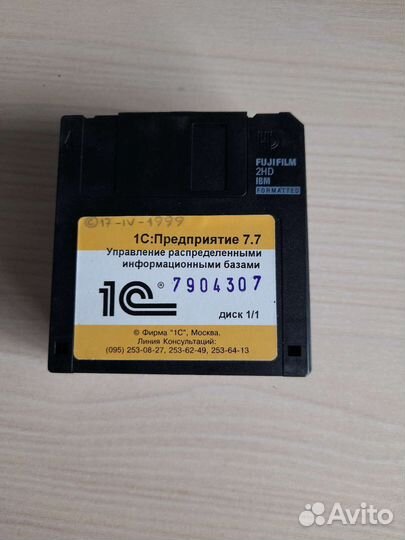 FUJIFILM
2HD
IBM
FORMATTED
©17-IV-1999
1С:Предприятие 7.7
Управление распределенными
информационными базами
1С ® 7904307
диск 1/1
© Фирма "1С", Москва.
Линия Консультаций:
(095) 253-08-27, 253-62-49, 253-64-13
Avito